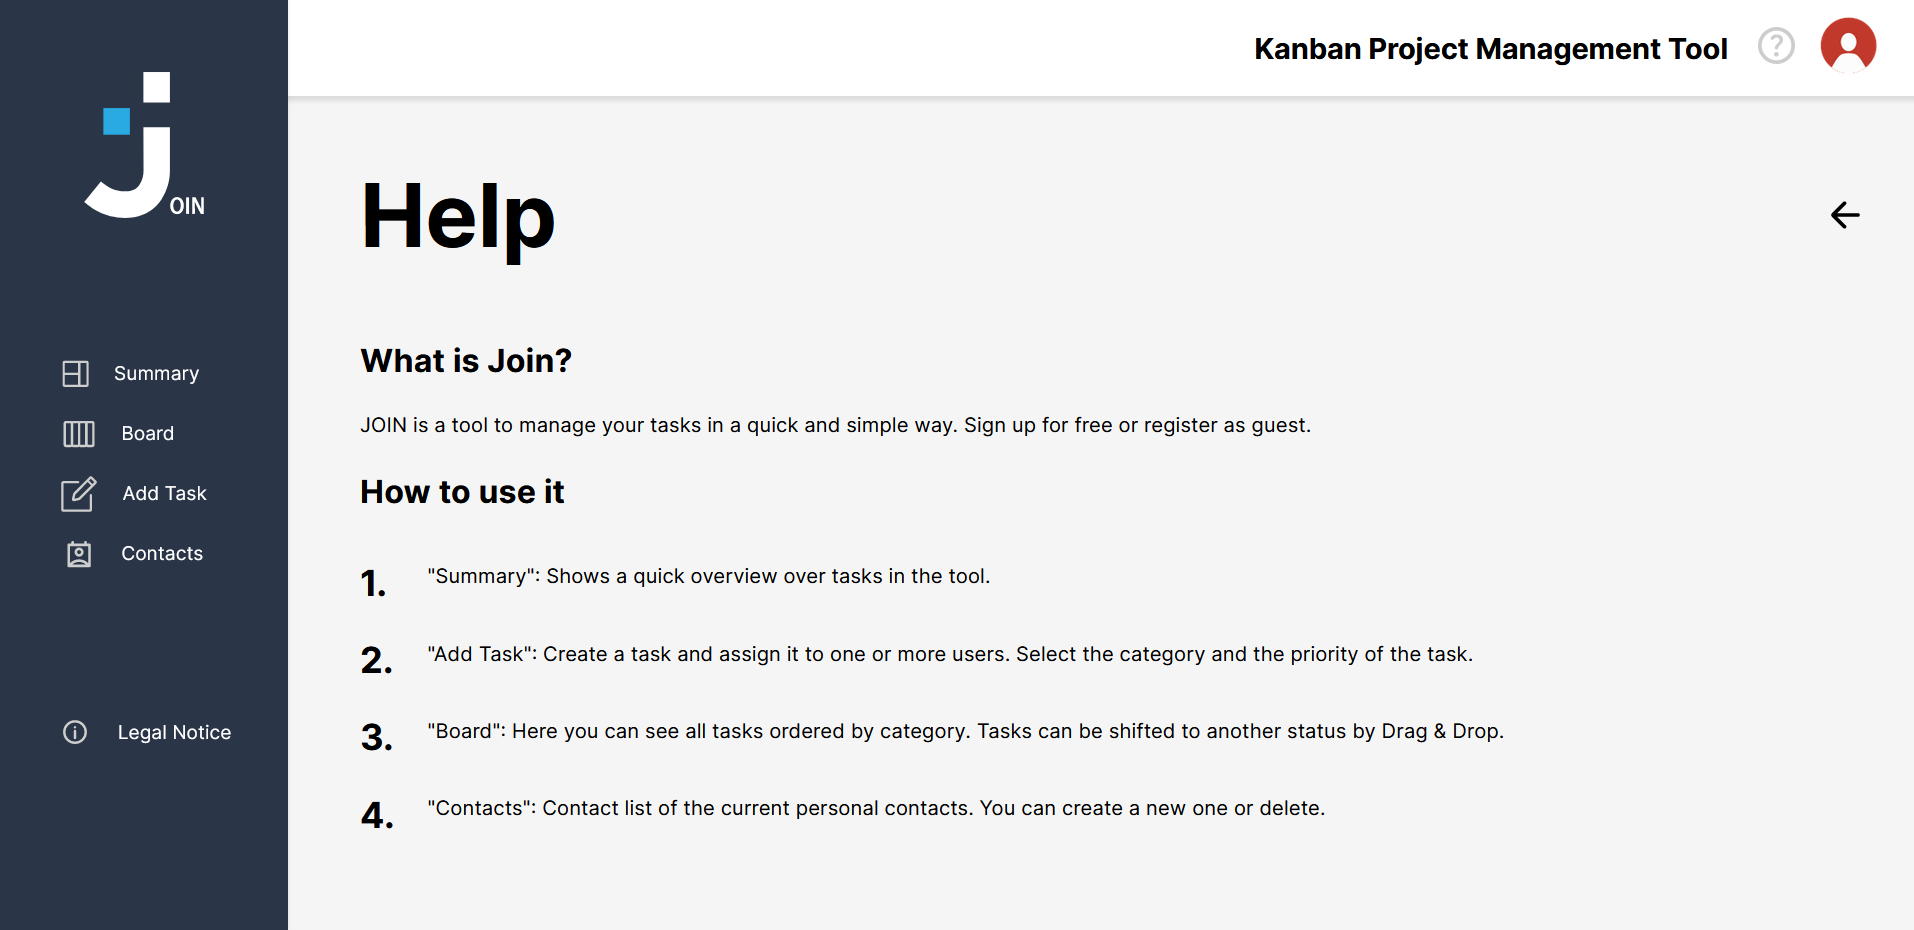 Kanban Project Management Tool
JOIN
Summary
Board
Add Task
Contacts
Legal Notice
Help
What is Join?
JOIN is a tool to manage your tasks in a quick and simple way. Sign up for free or register as guest.
How to use it
1. "Summary": Shows a quick overview over tasks in the tool.
2. "Add Task": Create a task and assign it to one or more users. Select the category and the priority of the task.
3. "Board": Here you can see all tasks ordered by category. Tasks can be shifted to another status by Drag & Drop.
4. "Contacts": Contact list of the current personal contacts. You can create a new one or delete.